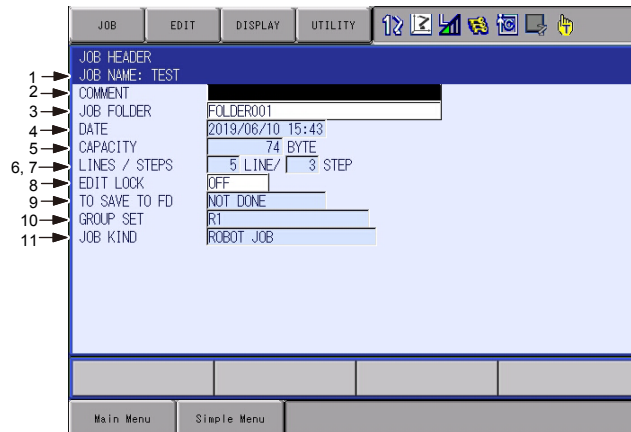 JOB EDIT DISPLAY UTILITY
JOB HEADER
1 JOB NAME: TEST
2 COMMENT
3 JOB FOLDER FOLDER001
4 DATE 2019/06/10 15:43
5 CAPACITY 74 BYTE
6, 7 LINES / STEPS 5 LINE/ 3 STEP
8 EDIT LOCK OFF
9 TO SAVE TO FD NOT DONE
10 GROUP SET R1
11 JOB KIND ROBOT JOB
Main Menu Simple Menu